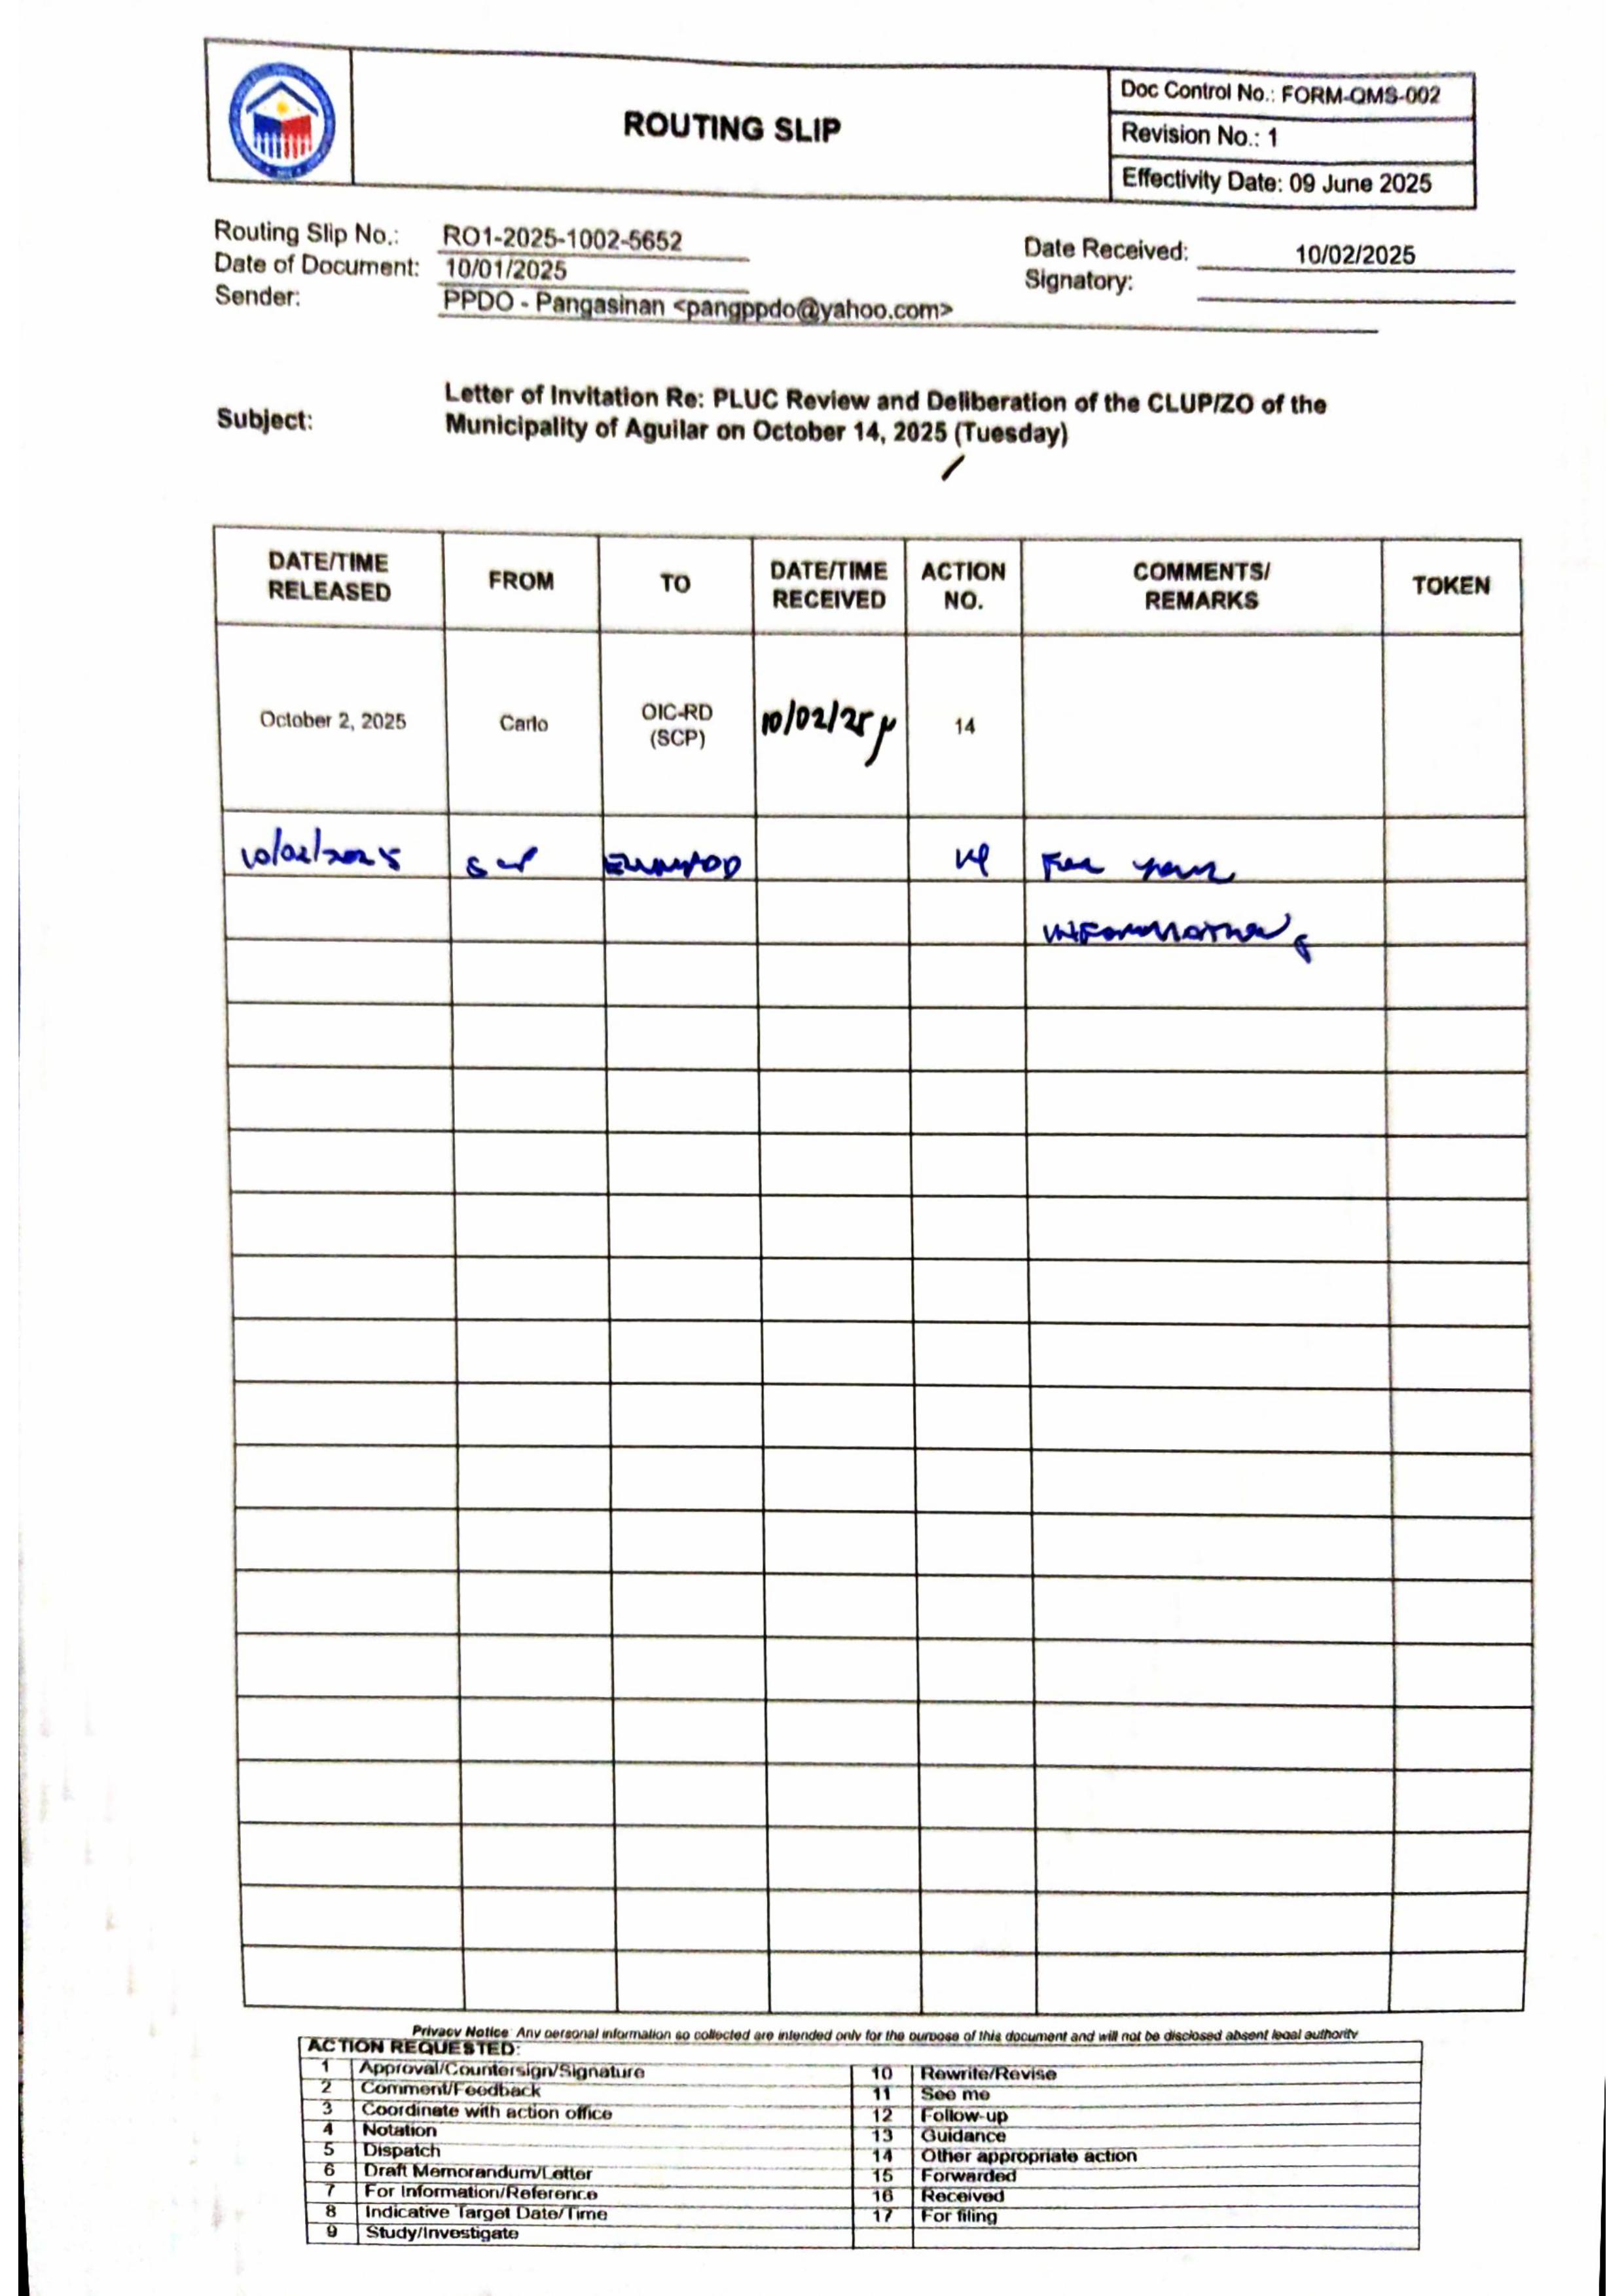 ROUTING SLIP
Doc Control No.: FORM-QMS-002
Revision No.: 1
Effectivity Date: 09 June 2025
Routing Slip No.: RO1-2025-1002-5652
Date Received: 10/02/2025
Date of Document: 10/01/2025
Signatory:
Sender: PPDO - Pangasinan <pangppdo@yahoo.com>
Subject: Letter of Invitation Re: PLUC Review and Deliberation of the CLUP/ZO of the
Municipality of Aguilar on October 14, 2025 (Tuesday)
DATE/TIME RELEASED FROM TO DATE/TIME RECEIVED ACTION NO. COMMENTS/ REMARKS TOKEN
October 2, 2025 Carlo OIC-RD (SCP) 10/02/25 14
10/02/2025 SCP 14 For your
information
Privacy Notice: Any personal information so collected are intended only for the purpose of this document and will not be disclosed absent legal authority
ACTION REQUESTED:
1 Approval/Countersign/Signature 10 Rewrite/Revise
2 Comment/Feedback 11 See me
3 Coordinate with action office 12 Follow-up
4 Notation 13 Guidance
5 Dispatch 14 Other appropriate action
6 Draft Memorandum/Letter 15 Forwarded
7 For Information/Reference 16 Received
8 Indicative Target Date/Time 17 For filing
9 Study/Investigate